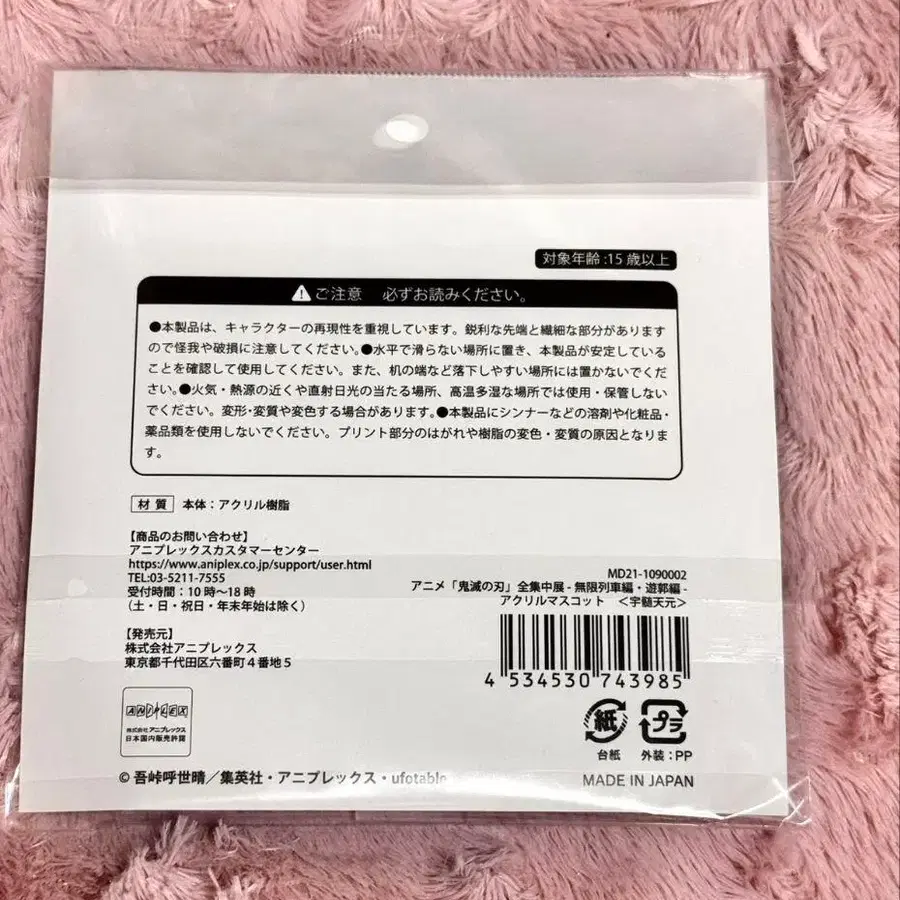 対象年齢:15歳以上
ご注意 必ずお読みください。
●本製品は、キャラクターの再現性を重視しています。鋭利な先端と繊細な部分があります
ので怪我や破損に注意してください。●水平で滑らない場所に置き、本製品が安定している
ことを確認して使用してください。また、机の端など落下しやすい場所には置かないでくだ
さい。●火気・熱源の近くや直射日光の当たる場所、高温多湿な場所では使用・保管しない
でください。変形・変質や変色する場合があります。●本製品にシンナーなどの溶剤や化粧品・
薬品類を使用しないでください。プリント部分のはがれや樹脂の変色・変質の原因となりま
す。
材質 本体：アクリル樹脂
【商品のお問い合わせ】
アニプレックスカスタマーセンター
https://www.aniplex.co.jp/support/user.html
TEL:03-5211-7555
受付時間：10時〜18時
（土・日・祝日・年末年始は除く）
【発売元】
株式会社アニプレックス
東京都千代田区六番町４番地５
MD21-1090002
アニメ「鬼滅の刃」全集中展 - 無限列車編・遊郭編 -
アクリルマスコット ＜宇髄天元＞
4 534530 743985
ANIPLEX
株式会社アニプレックス
日本国内販売許諾
紙
台紙
プラ
外装：PP
© 吾峠呼世晴／集英社・アニプレックス・ufotable
MADE IN JAPAN